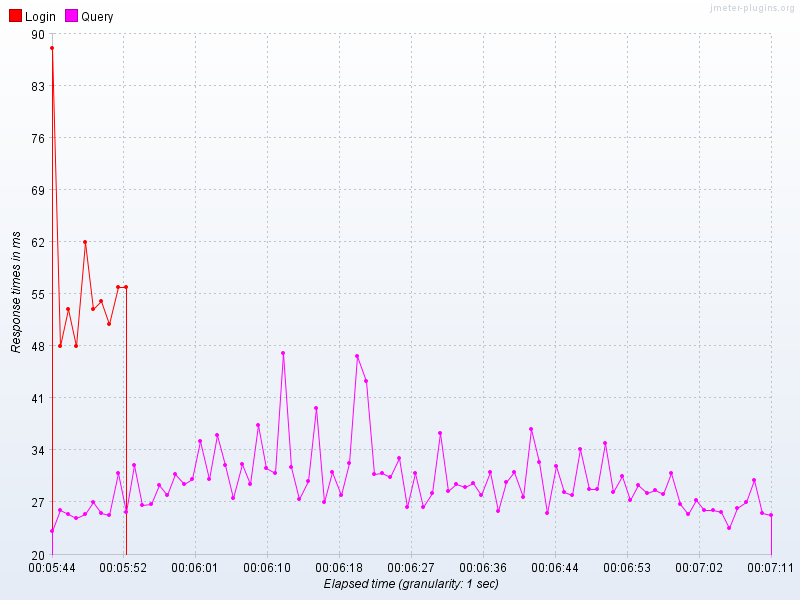 jmeter-plugins.org
Login Query
90
83
76
69
62
55
48
41
34
27
20
Response times in ms
00:05:44 00:05:52 00:06:01 00:06:10 00:06:18 00:06:27 00:06:36 00:06:44 00:06:53 00:07:02 00:07:11
Elapsed time (granularity: 1 sec)